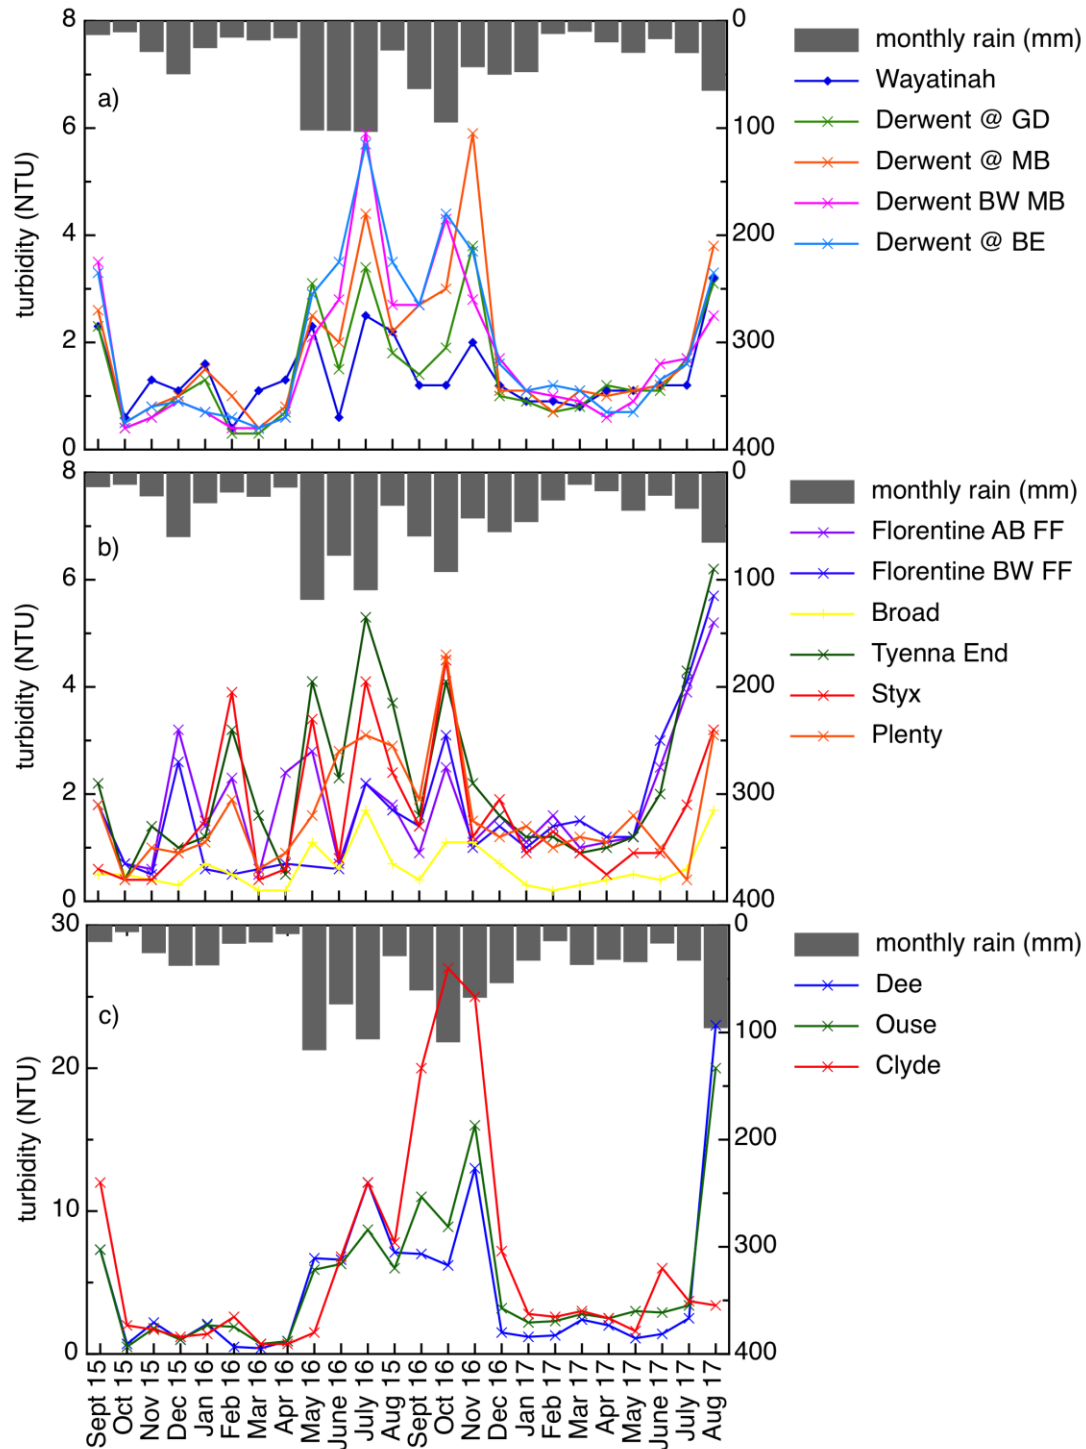 8
6
4
2
0
turbidity (NTU)
a)
0
100
200
300
400
monthly rain (mm)
Wayatinah
Derwent @ GD
Derwent @ MB
Derwent BW MB
Derwent @ BE
8
6
4
2
0
turbidity (NTU)
b)
0
100
200
300
400
monthly rain (mm)
Florentine AB FF
Florentine BW FF
Broad
Tyenna End
Styx
Plenty
30
20
10
0
turbidity (NTU)
c)
0
100
200
300
400
monthly rain (mm)
Dee
Ouse
Clyde
Sept 15
Oct 15
Nov 15
Dec 15
Jan 16
Feb 16
Mar 16
Apr 16
May 16
June 16
July 16
Aug 15
Sept 16
Oct 16
Nov 16
Dec 16
Jan 17
Feb 17
Mar 17
Apr 17
May 17
June 17
July 17
Aug 17